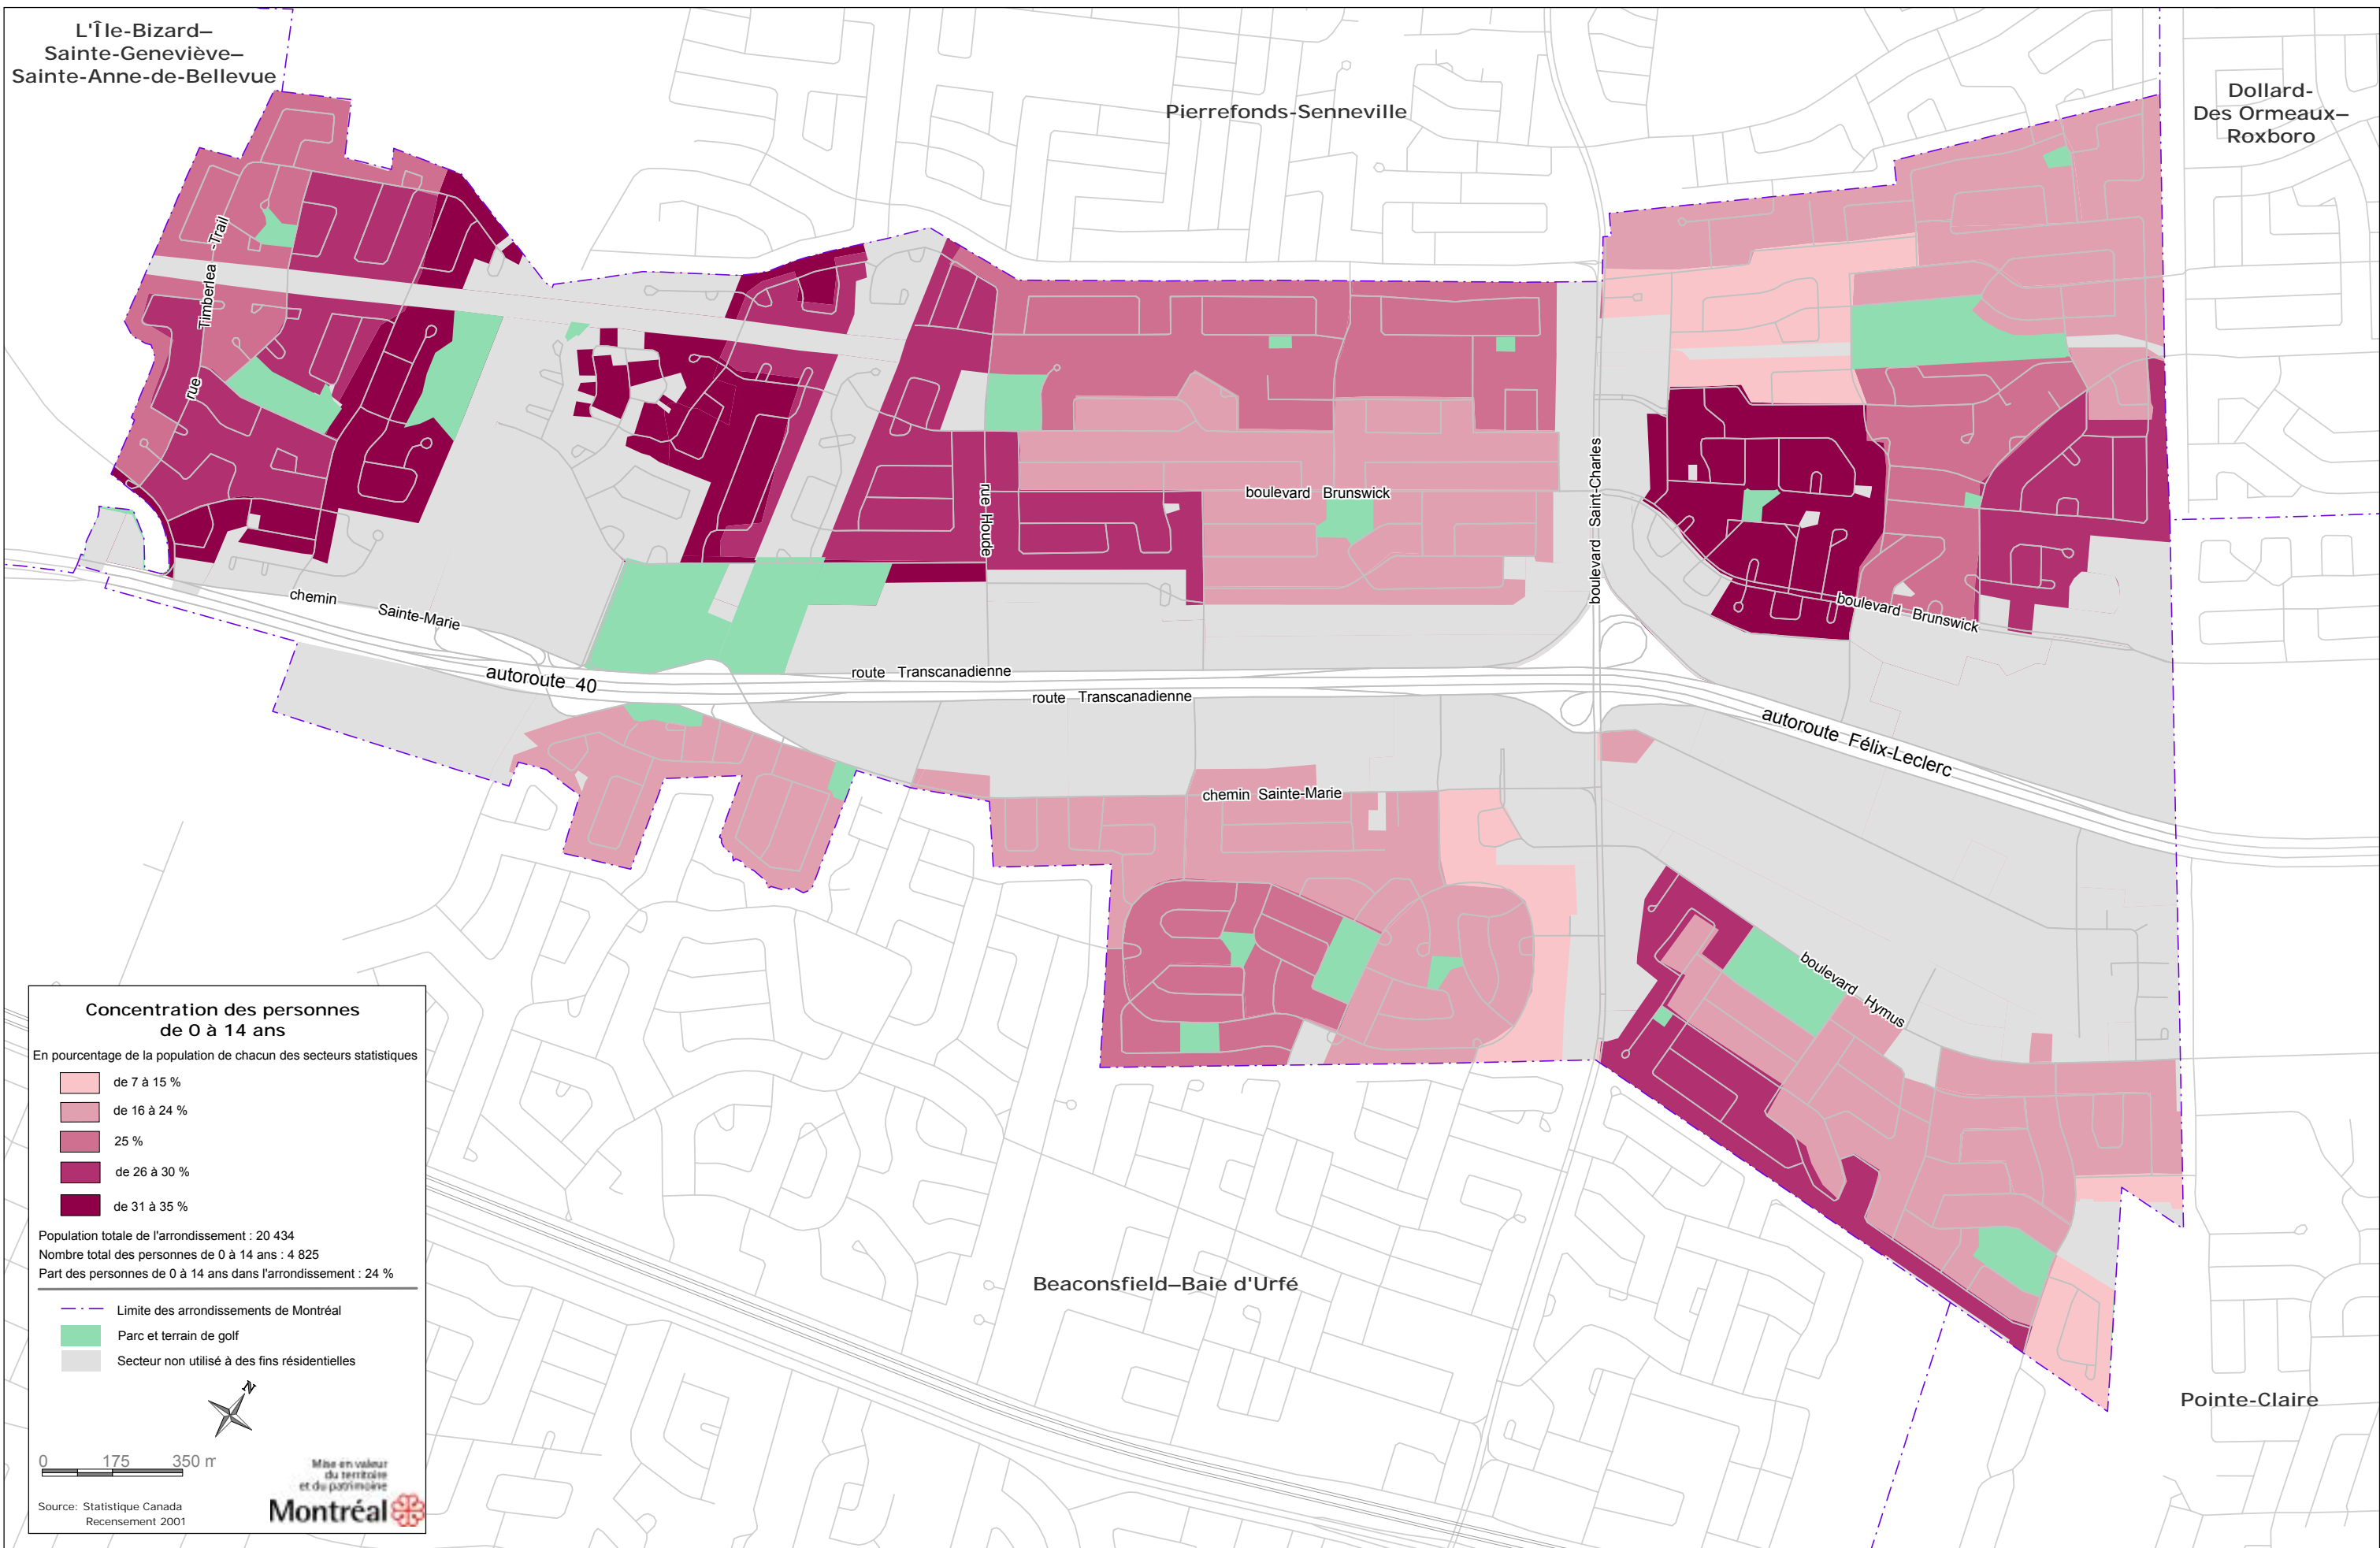 L'Île-Bizard–
Sainte-Geneviève–
Sainte-Anne-de-Bellevue
Pierrefonds-Senneville
Dollard-
Des Ormeaux–
Roxboro
rue Timberlea -Trail
rue Houde
boulevard Brunswick
boulevard Saint-Charles
boulevard Brunswick
chemin Sainte-Marie
autoroute 40
route Transcanadienne
route Transcanadienne
autoroute Félix-Leclerc
chemin Sainte-Marie
boulevard Hymus
Beaconsfield–Baie d'Urfé
Pointe-Claire
Concentration des personnes
de 0 à 14 ans
En pourcentage de la population de chacun des secteurs statistiques
de 7 à 15 %
de 16 à 24 %
25 %
de 26 à 30 %
de 31 à 35 %
Population totale de l'arrondissement : 20 434
Nombre total des personnes de 0 à 14 ans : 4 825
Part des personnes de 0 à 14 ans dans l'arrondissement : 24 %
Limite des arrondissements de Montréal
Parc et terrain de golf
Secteur non utilisé à des fins résidentielles
N
0 175 350 m
Mise en valeur
du territoire
et du patrimoine
Montréal
Source: Statistique Canada
Recensement 2001